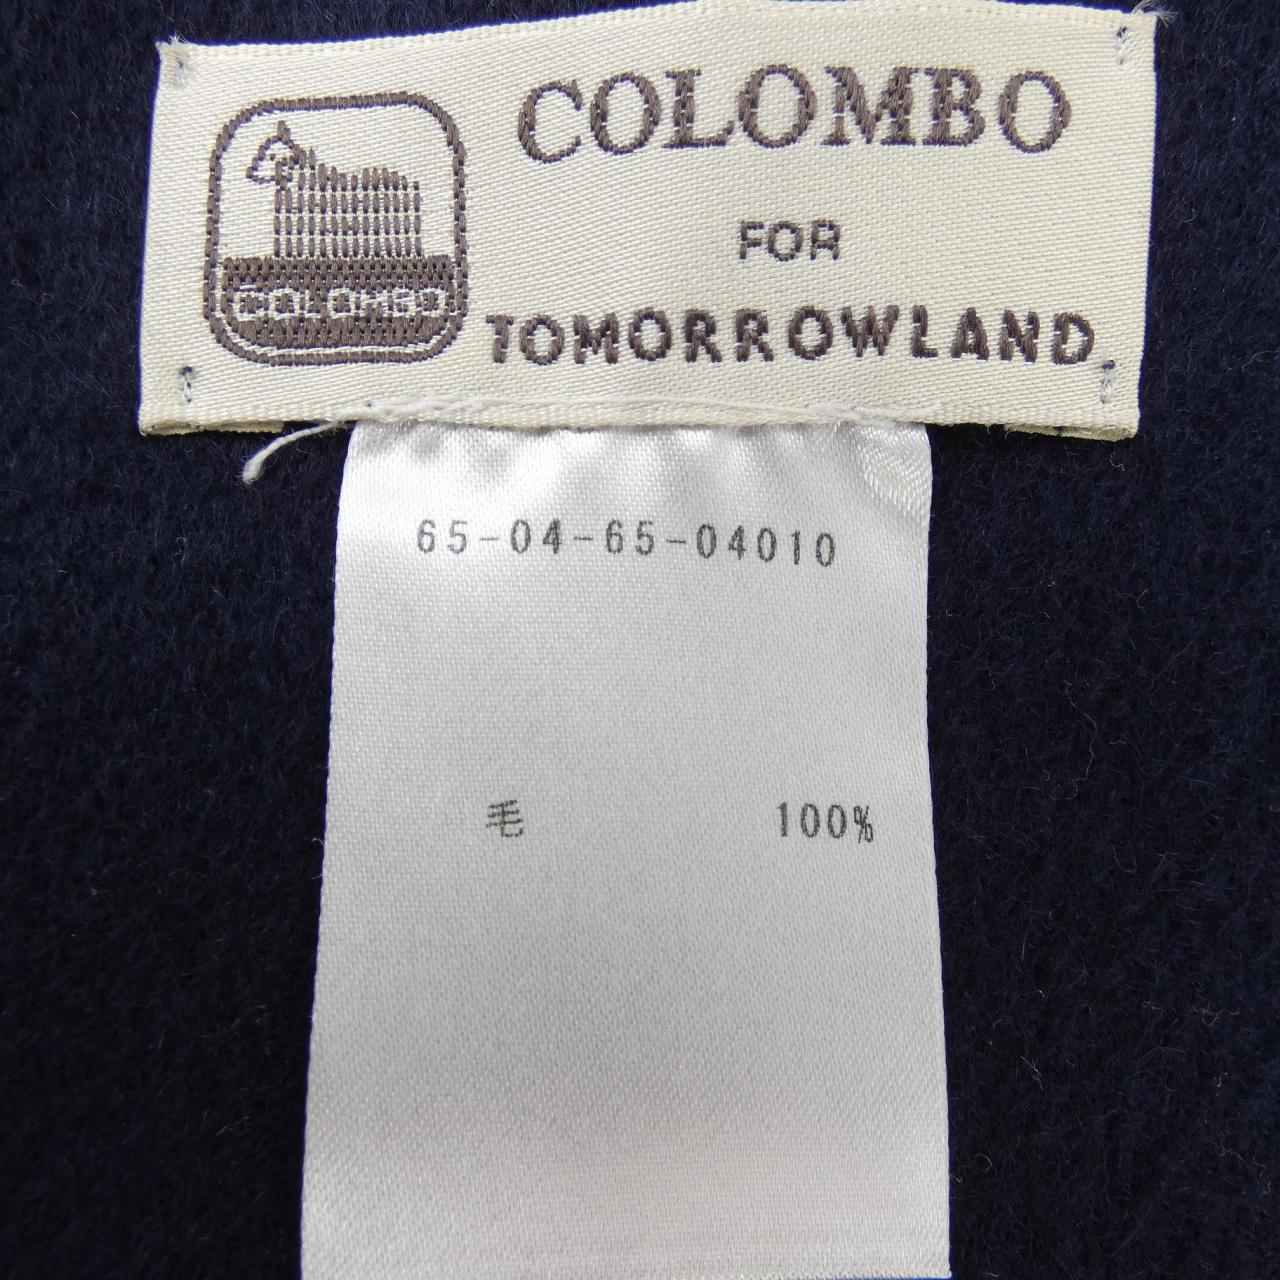 COLOMBO
COLOMBO
FOR
TOMORROWLAND
65-04-65-04010
毛 100%